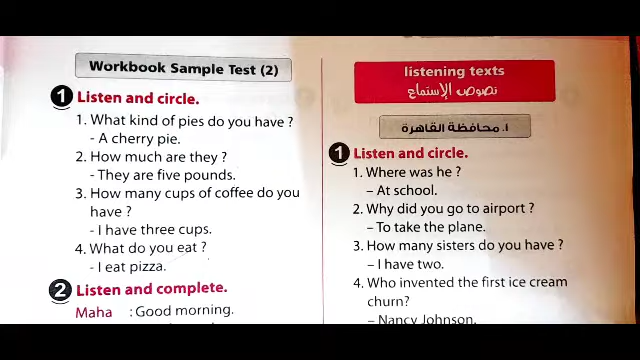 Workbook Sample Test (2)
1 Listen and circle.
1. What kind of pies do you have ?
- A cherry pie.
2. How much are they ?
- They are five pounds.
3. How many cups of coffee do you
have ?
- I have three cups.
4. What do you eat ?
- I eat pizza.
2 Listen and complete.
Maha : Good morning.
listening texts
نصوص الإستماع
١. محافظة القاهرة
1 Listen and circle.
1. Where was he ?
– At school.
2. Why did you go to airport ?
– To take the plane.
3. How many sisters do you have ?
– I have two.
4. Who invented the first ice cream
churn?
– Nancy Johnson.